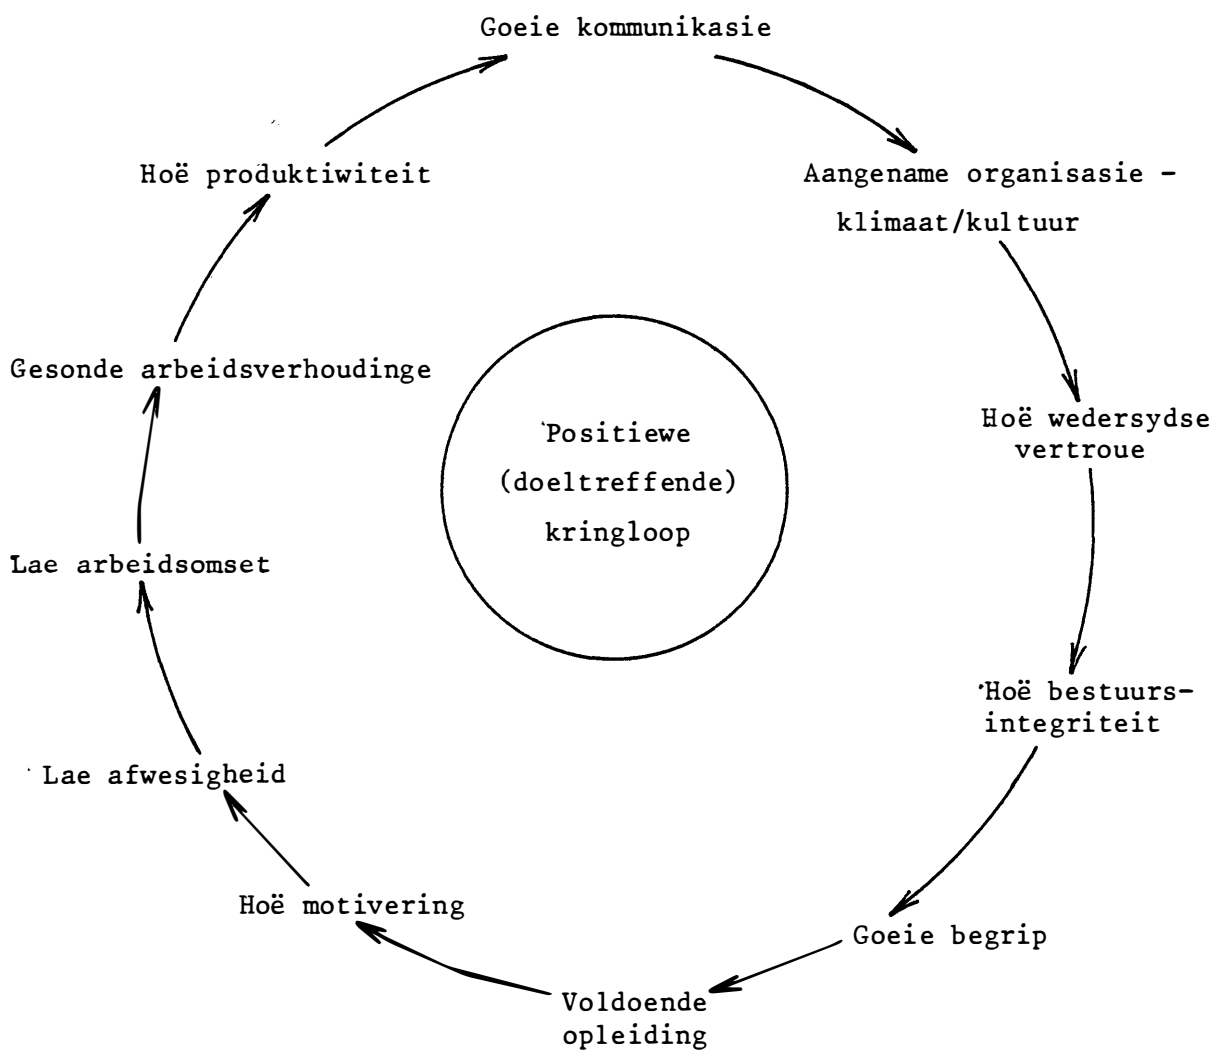 Goeie kommunikasie
Aangename organisasie -
klimaat/kultuur
Hoë wedersydse
vertroue
Hoë bestuurs-
integriteit
Goeie begrip
Voldoende
opleiding
Hoë motivering
Lae afwesigheid
Lae arbeidsomset
Gesonde arbeidsverhoudinge
Hoë produktiwiteit
Positiewe
(doeltreffende)
kringloop